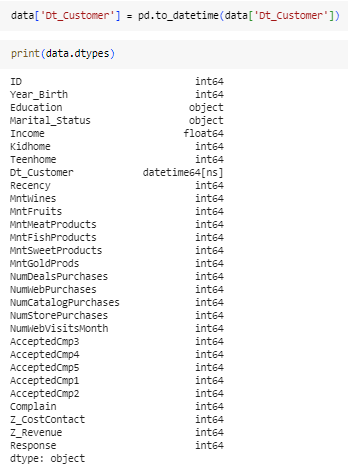 data['Dt_Customer'] = pd.to_datetime(data['Dt_Customer'])
print(data.dtypes)
ID int64
Year_Birth int64
Education object
Marital_Status object
Income float64
Kidhome int64
Teenhome int64
Dt_Customer datetime64[ns]
Recency int64
MntWines int64
MntFruits int64
MntMeatProducts int64
MntFishProducts int64
MntSweetProducts int64
MntGoldProds int64
NumDealsPurchases int64
NumWebPurchases int64
NumCatalogPurchases int64
NumStorePurchases int64
NumWebVisitsMonth int64
AcceptedCmp3 int64
AcceptedCmp4 int64
AcceptedCmp5 int64
AcceptedCmp1 int64
AcceptedCmp2 int64
Complain int64
Z_CostContact int64
Z_Revenue int64
Response int64
dtype: object